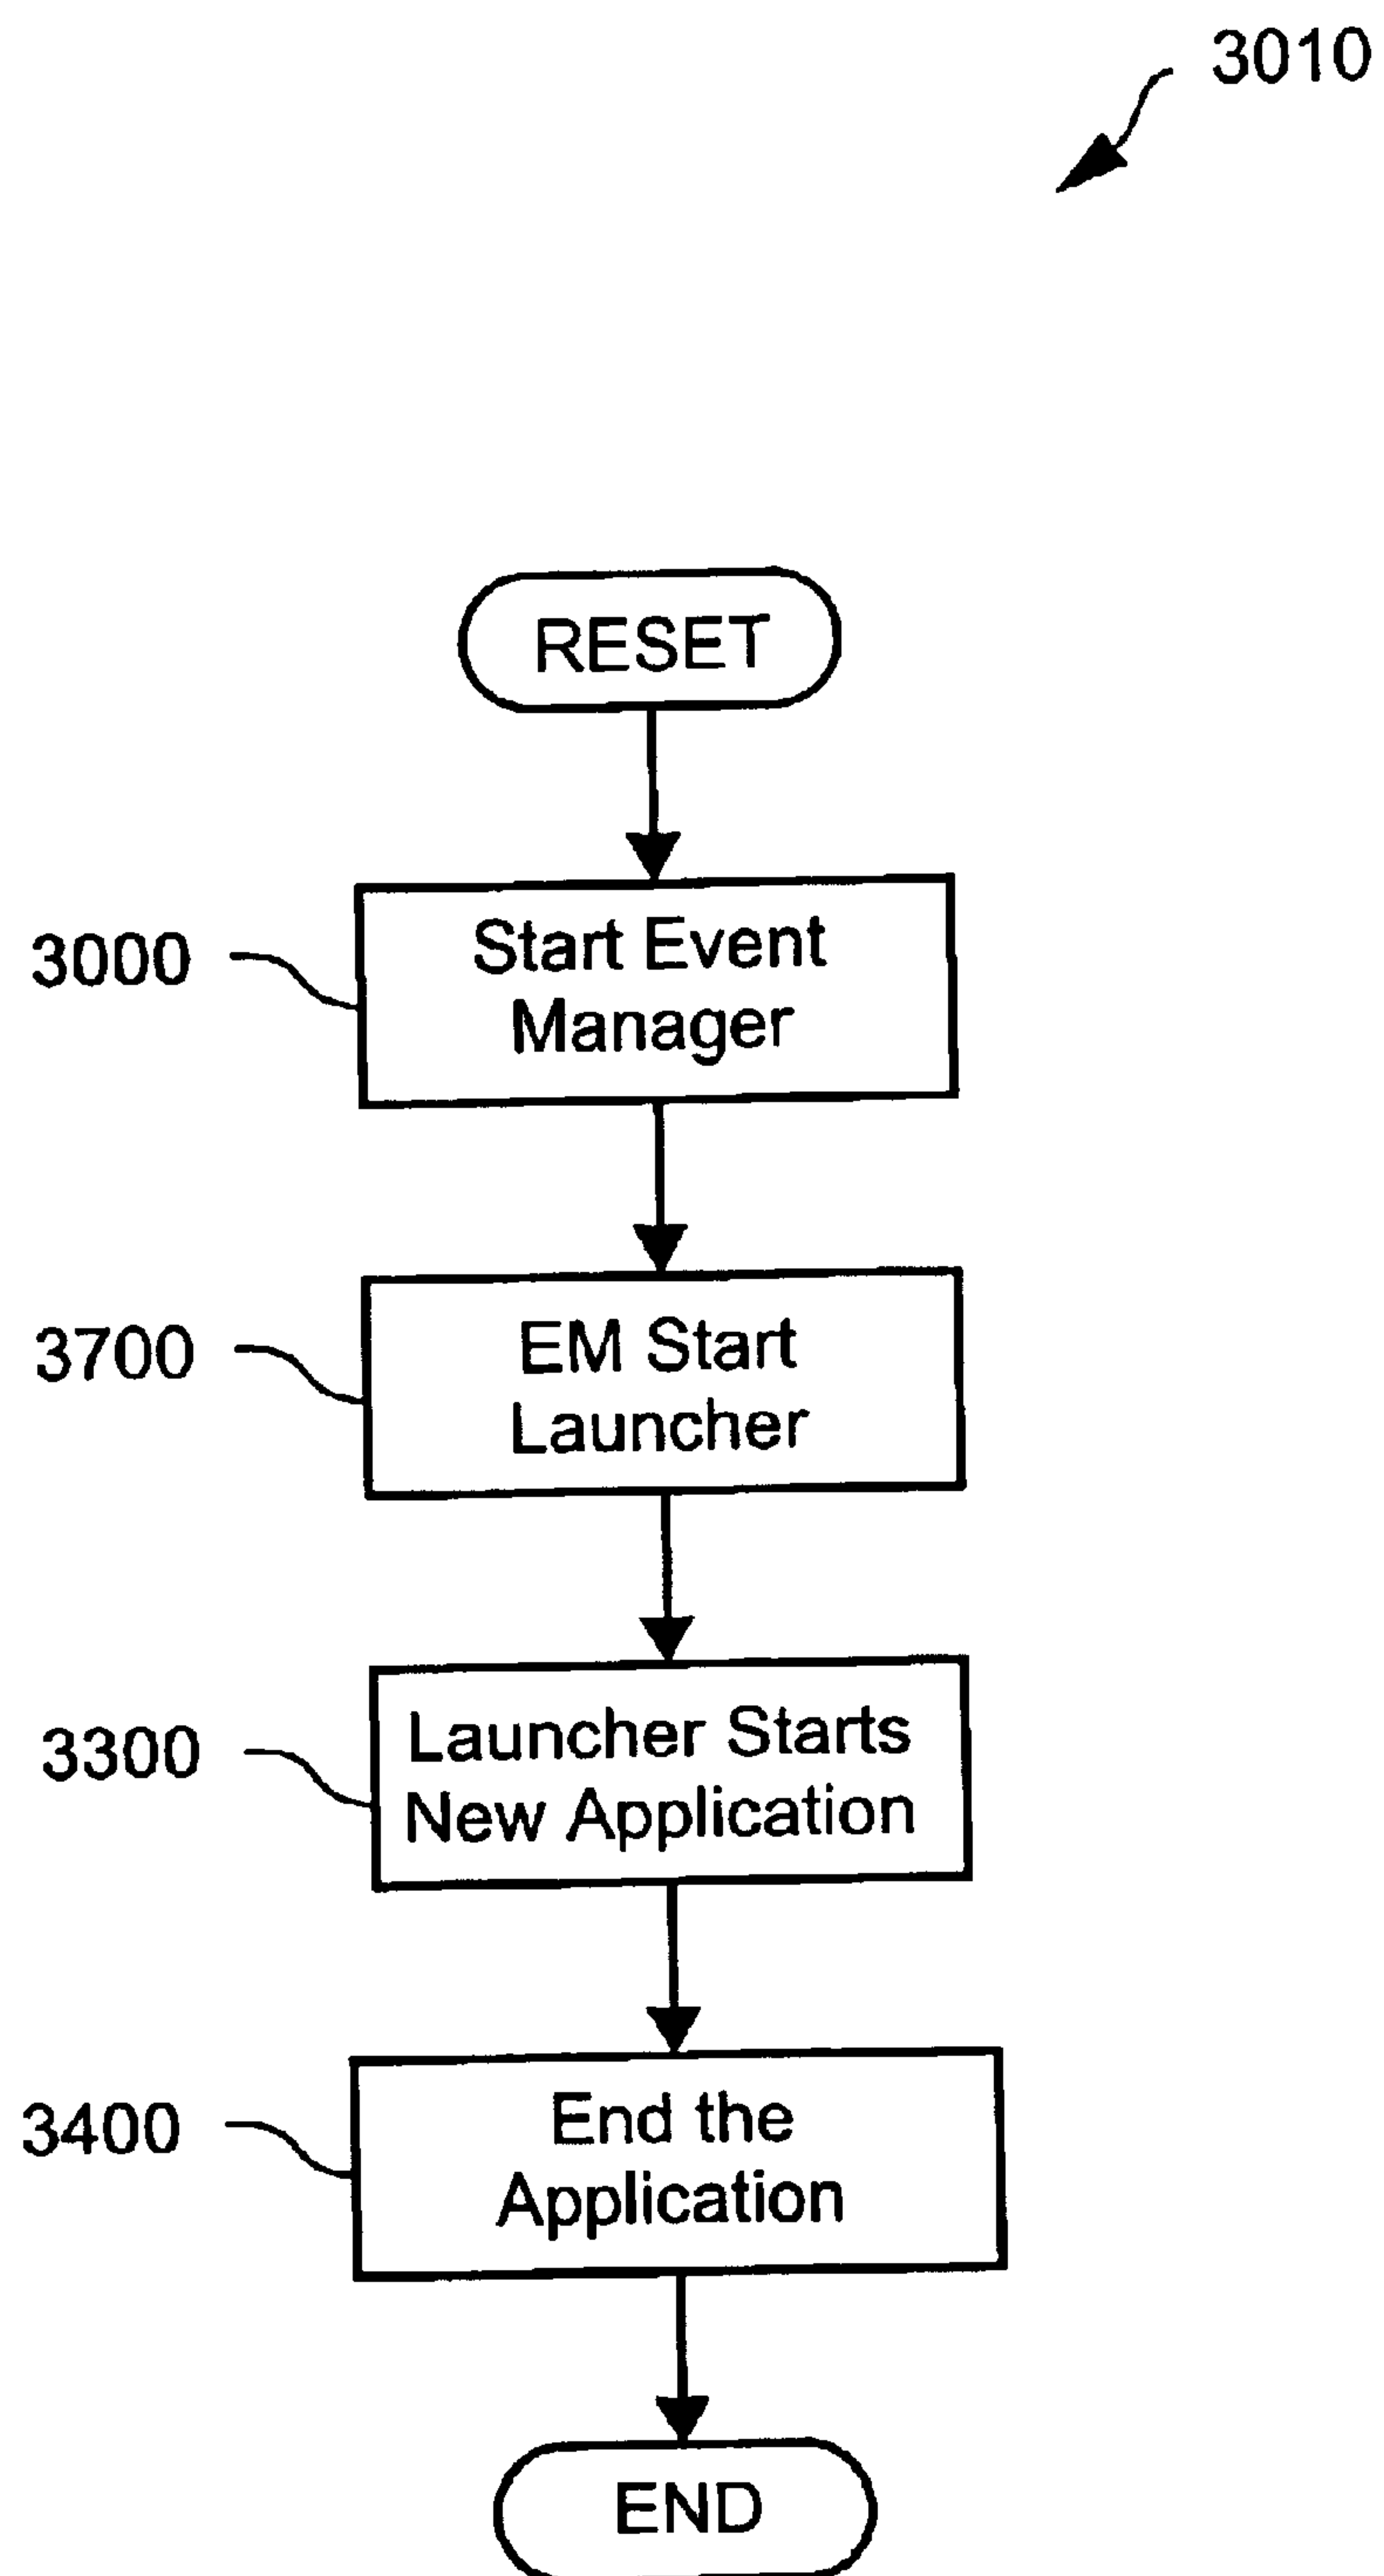 3010
RESET
3000
Start Event
Manager
3700
EM Start
Launcher
3300
Launcher Starts
New Application
3400
End the
Application
END